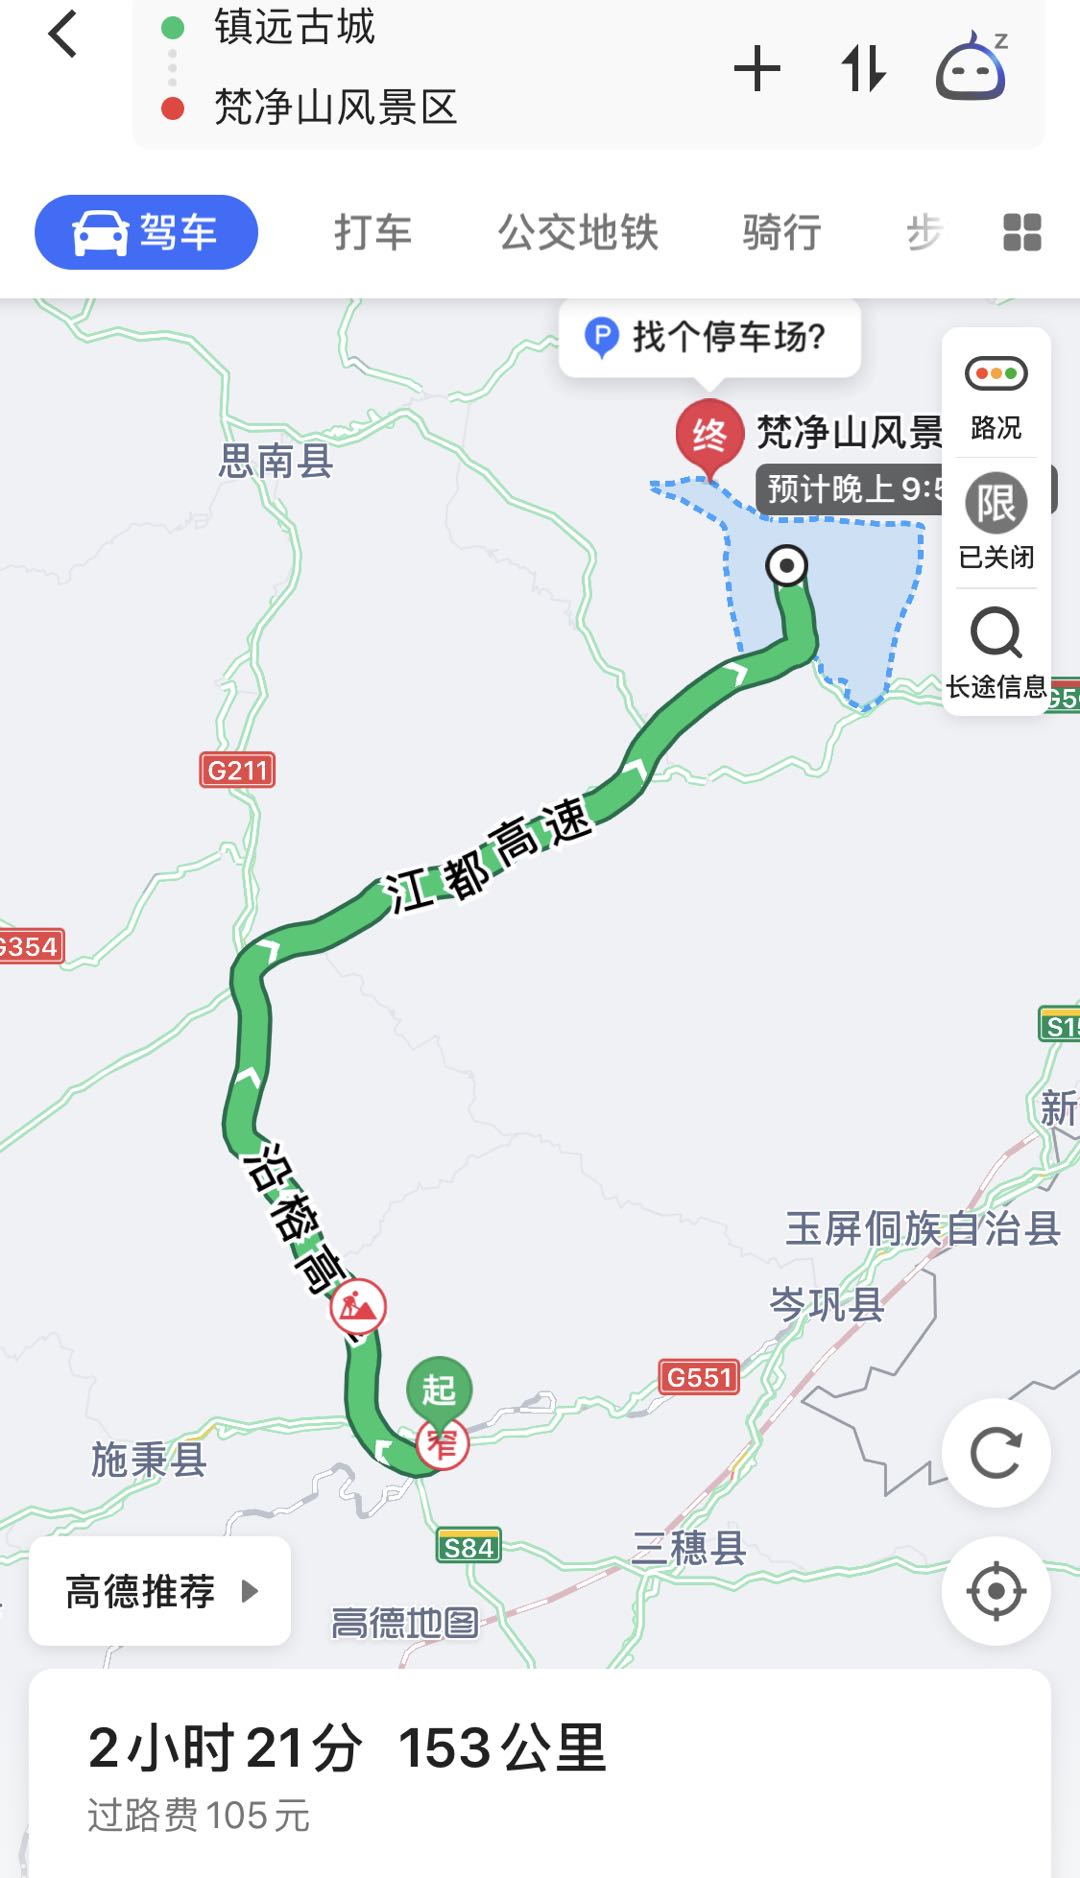 镇远古城
梵净山风景区
z
驾车
打车
公交地铁
骑行
步
P 找个停车场?
终
梵净山风景
预计晚上9:5
路况
限
已关闭
长途信息
思南县
G211
G354
江都高速
S15
新
沿榕高
玉屏侗族自治县
岑巩县
G551
起
窄
施秉县
S84
三穗县
高德推荐
高德地图
2小时21分 153公里
过路费105元